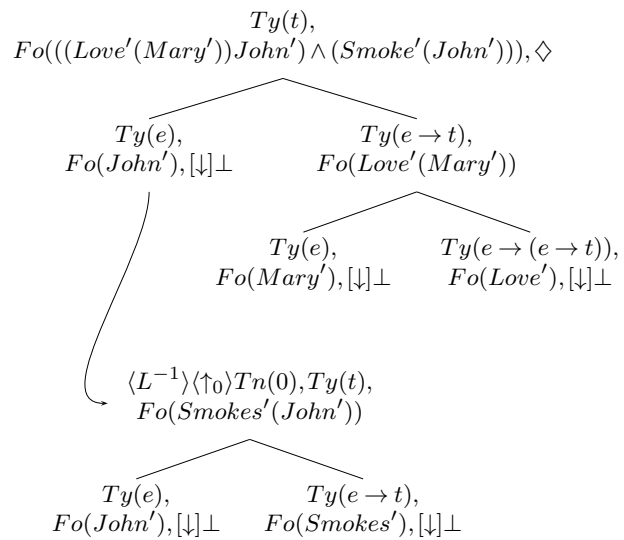 Ty(t),
Fo(((Love′(Mary′))John′) ∧ (Smoke′(John′))), ♢
Ty(e),
Fo(John′), [↓]⊥
Ty(e → t),
Fo(Love′(Mary′))
Ty(e),
Fo(Mary′), [↓]⊥
Ty(e → (e → t)),
Fo(Love′), [↓]⊥
⟨L⁻¹⟩⟨↑₀⟩Tn(0), Ty(t),
Fo(Smokes′(John′))
Ty(e),
Fo(John′), [↓]⊥
Ty(e → t),
Fo(Smokes′), [↓]⊥